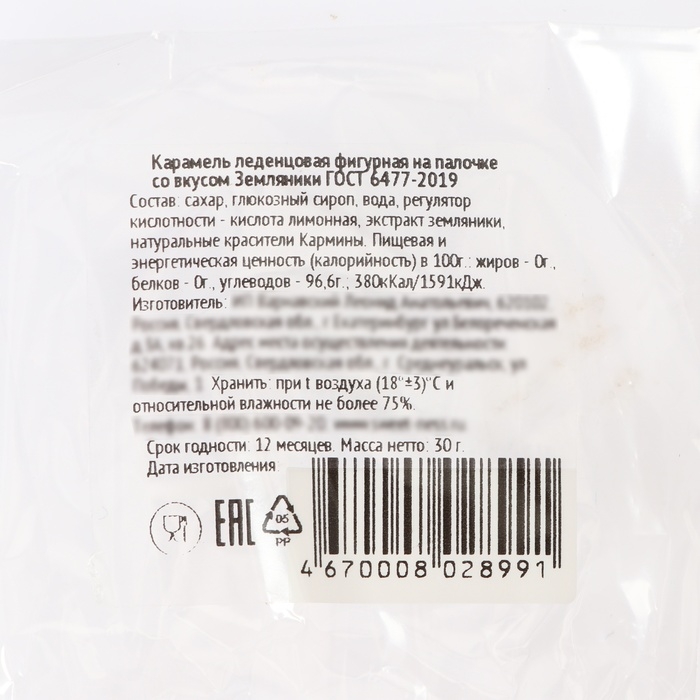 Карамель леденцовая фигурная на палочке
со вкусом Земляники ГОСТ 6477-2019
Состав: сахар, глюкозный сироп, вода, регулятор
кислотности - кислота лимонная, экстракт земляники,
натуральные красители Кармины. Пищевая и
энергетическая ценность (калорийность) в 100г.: жиров - 0г.,
белков - 0г., углеводов - 96,6г.; 380кКал/1591кДж.
Изготовитель:
Хранить: при t воздуха (18°±3)°С и
относительной влажности не более 75%.
Срок годности: 12 месяцев. Масса нетто: 30 г.
Дата изготовления
EAC 05
PP
4 670008 028991